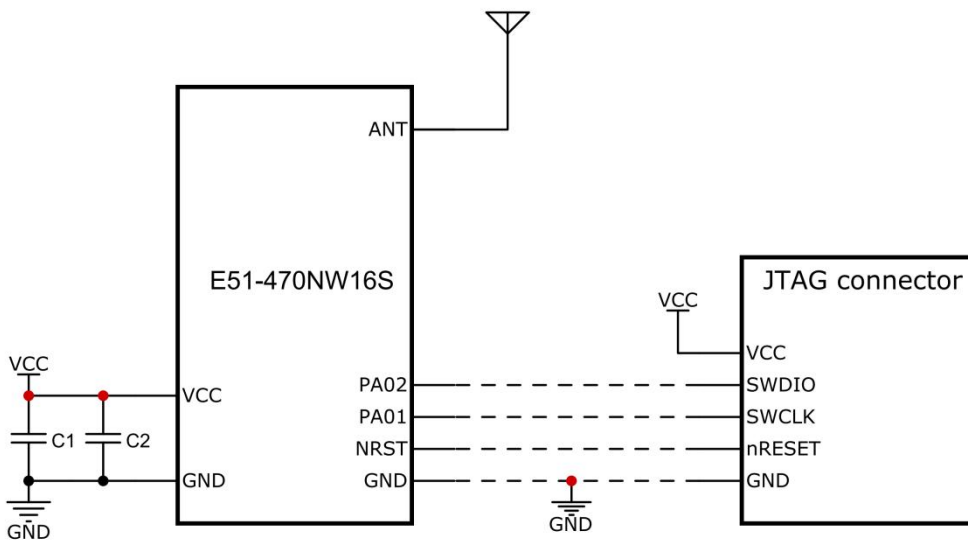 ANT
E51-470NW16S
JTAG connector
VCC
VCC
VCC
VCC
PA02
SWDIO
PA01
SWCLK
C1
C2
NRST
nRESET
GND
GND
GND
GND
GND